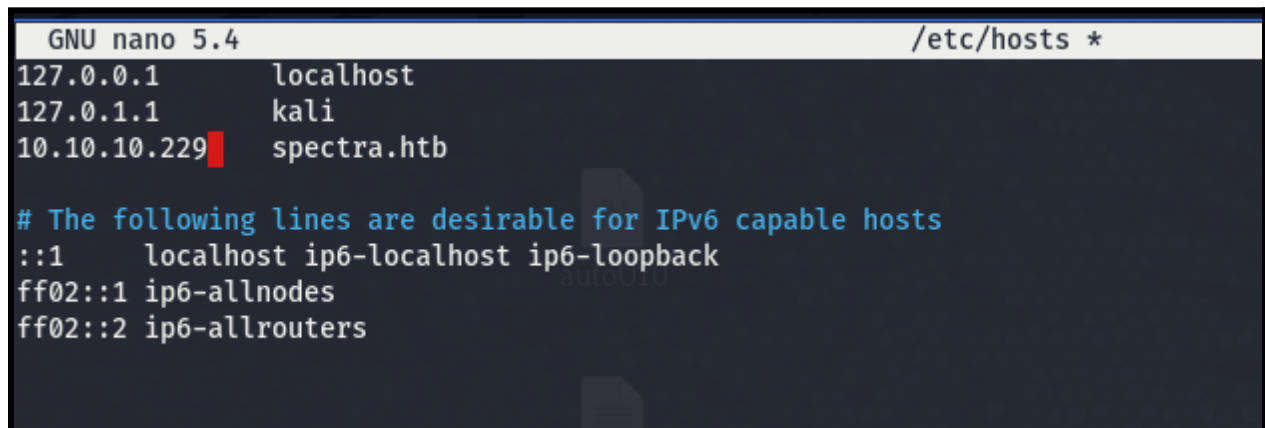 GNU nano 5.4 /etc/hosts *
127.0.0.1 localhost
127.0.1.1 kali
10.10.10.229 spectra.htb
# The following lines are desirable for IPv6 capable hosts
::1 localhost ip6-localhost ip6-loopback
ff02::1 ip6-allnodes
ff02::2 ip6-allrouters